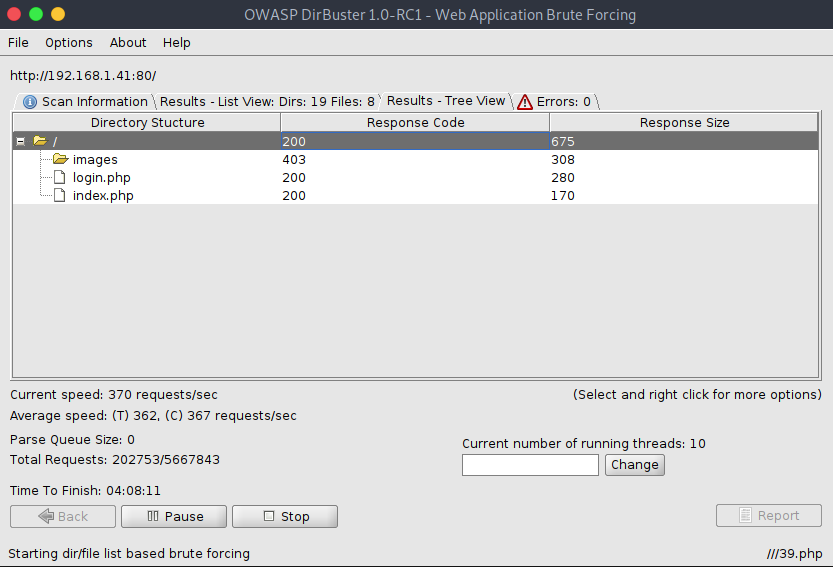 OWASP DirBuster 1.0-RC1 - Web Application Brute Forcing
File Options About Help
http://192.168.1.41:80/
Scan Information Results - List View: Dirs: 19 Files: 8 Results - Tree View Errors: 0
Directory Stucture Response Code Response Size
/ 200 675
images 403 308
login.php 200 280
index.php 200 170
Current speed: 370 requests/sec (Select and right click for more options)
Average speed: (T) 362, (C) 367 requests/sec
Parse Queue Size: 0
Current number of running threads: 10
Total Requests: 202753/5667843
Change
Time To Finish: 04:08:11
Back Pause Stop Report
Starting dir/file list based brute forcing ///39.php